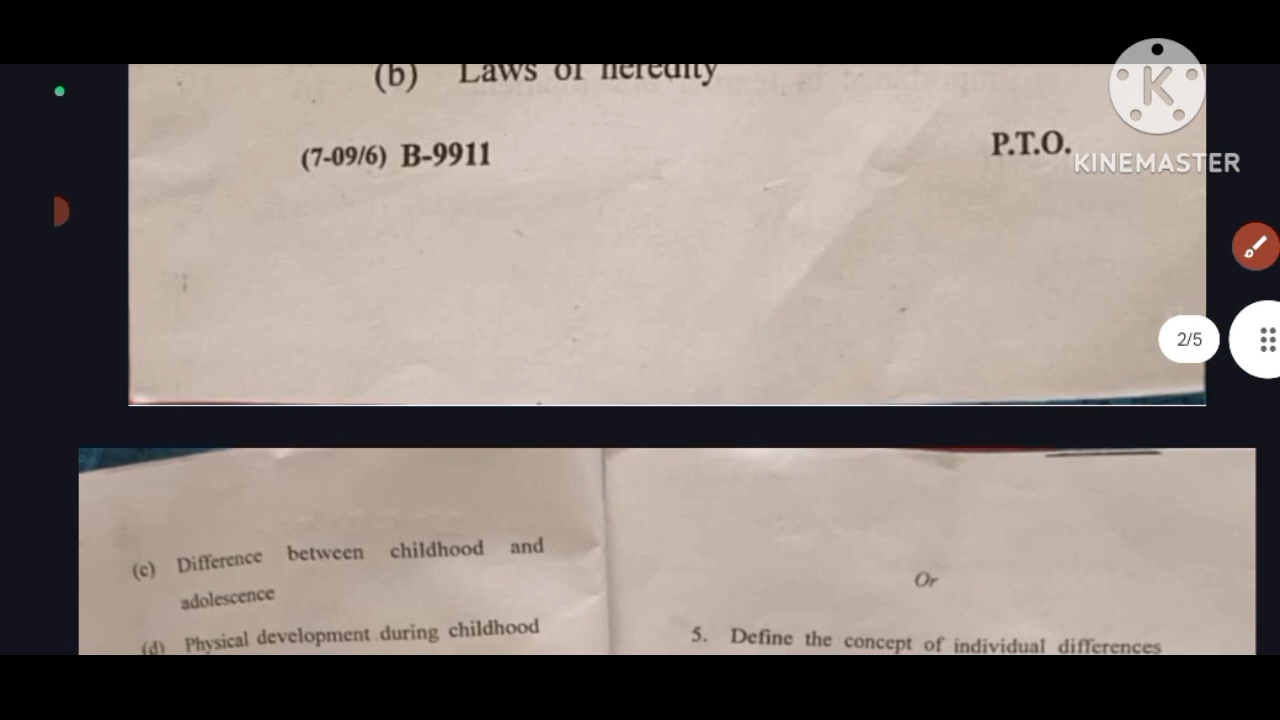 (b) Laws of heredity
(7-09/6) B-9911
P.T.O.
K
KINEMASTER
2/5
(c) Difference between childhood and
adolescence
(d) Physical development during childhood
Or
5. Define the concept of individual differences